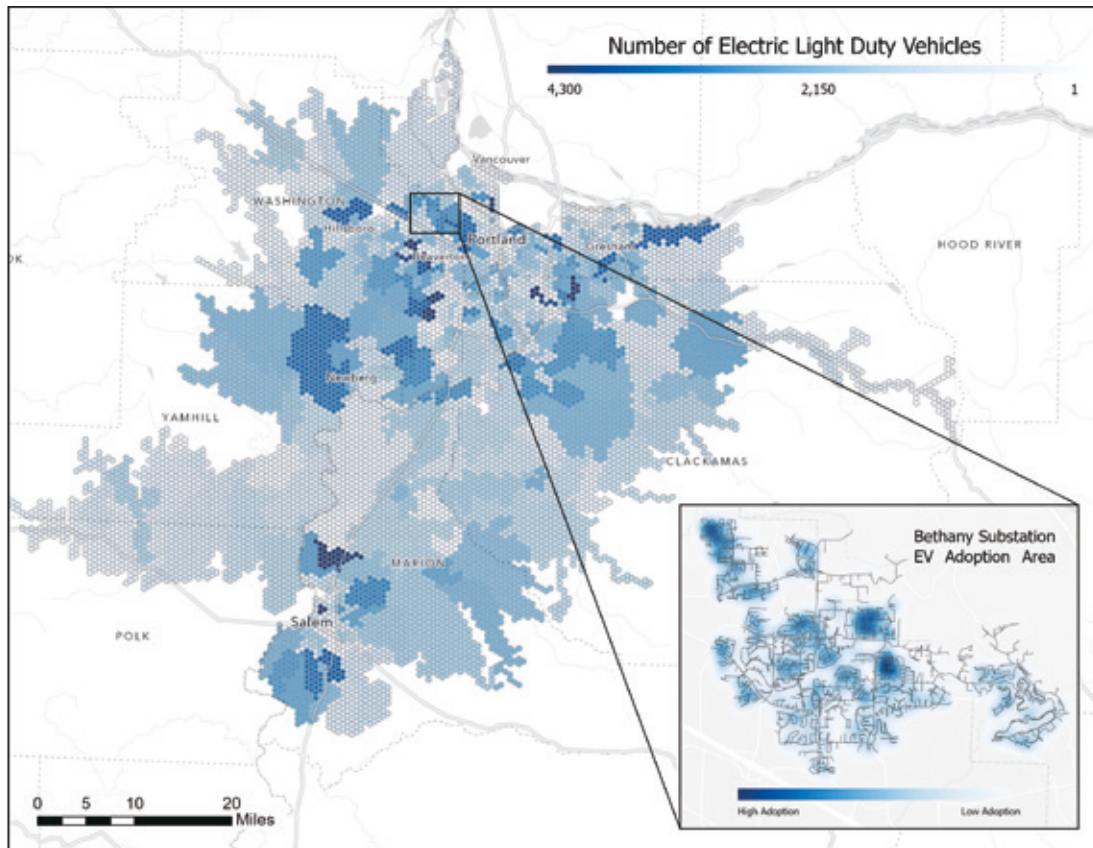 Number of Electric Light Duty Vehicles
4,300 2,150 1
Vancouver
WASHINGTON
Hillsboro
Portland
Beaverton
Gresham
HOOD RIVER
Newberg
YAMHILL
CLACKAMAS
MARION
Salem
POLK
Bethany Substation
EV Adoption Area
High Adoption Low Adoption
0 5 10 20
Miles